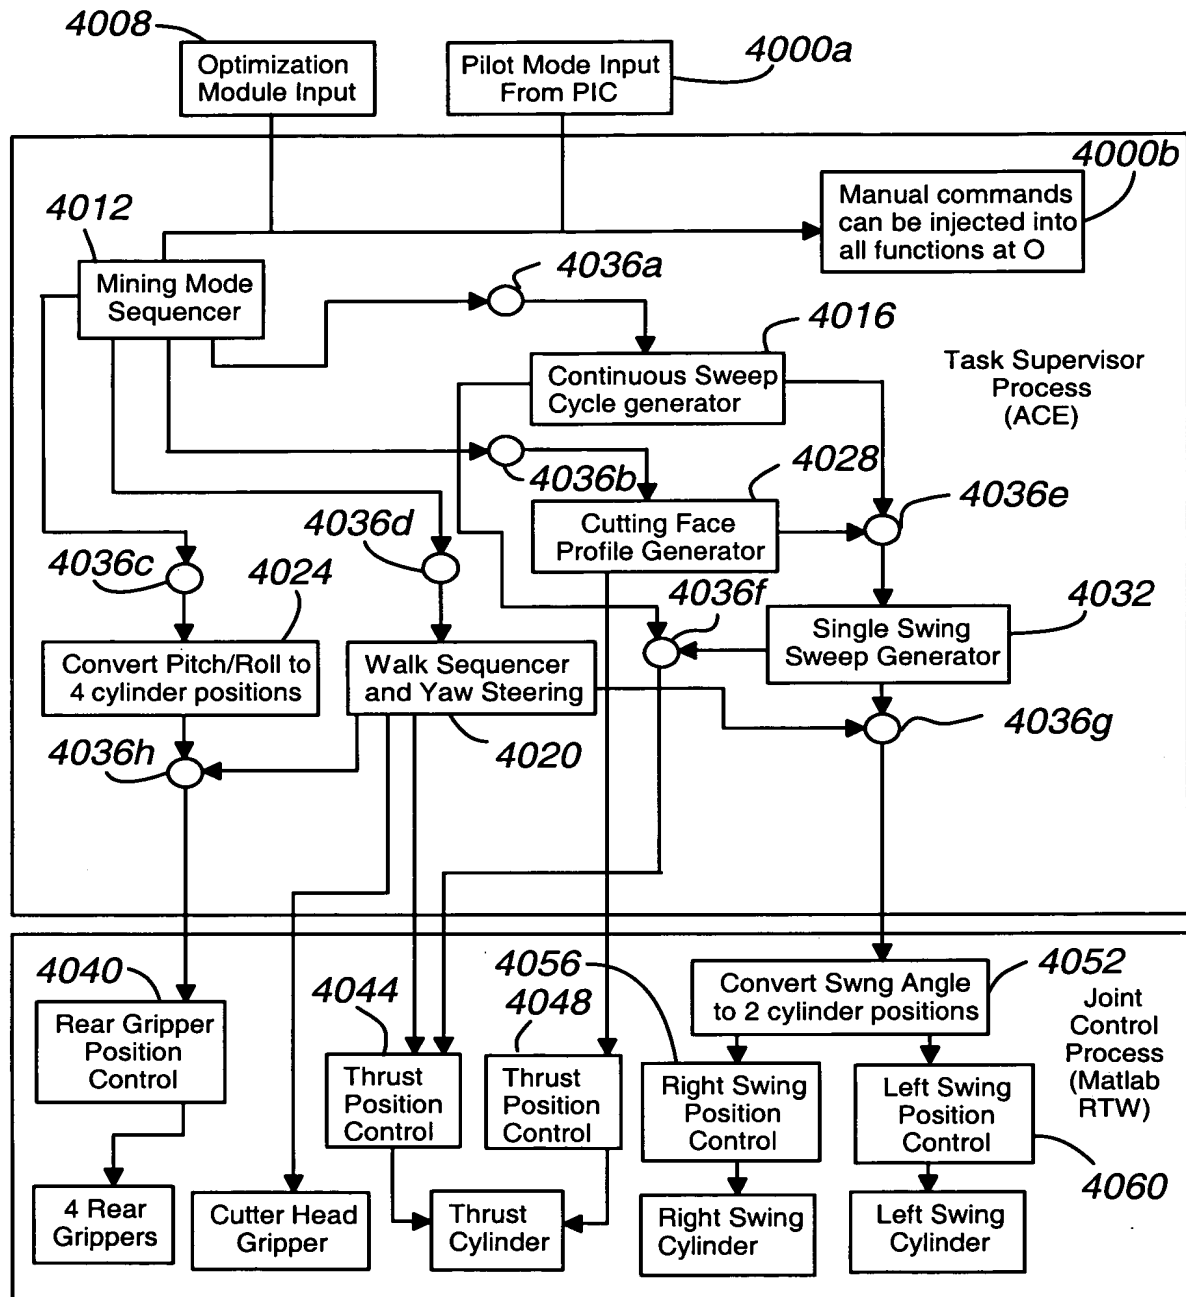 4008
Optimization
Module Input
Pilot Mode Input
From PIC
4000a
4000b
Manual commands
can be injected into
all functions at O
4012
Mining Mode
Sequencer
4036a
4016
Continuous Sweep
Cycle generator
Task Supervisor
Process
(ACE)
4036b
4028
Cutting Face
Profile Generator
4036e
4036d
4036c
4024
4036f
4032
Convert Pitch/Roll to
4 cylinder positions
Walk Sequencer
and Yaw Steering
Single Swing
Sweep Generator
4036h
4020
4036g
4040
Rear Gripper
Position
Control
4044
4048
4056
Convert Swng Angle
to 2 cylinder positions
4052
Joint
Control
Process
(Matlab
RTW)
Thrust
Position
Control
Thrust
Position
Control
Right Swing
Position
Control
Left Swing
Position
Control
4060
4 Rear
Grippers
Cutter Head
Gripper
Thrust
Cylinder
Right Swing
Cylinder
Left Swing
Cylinder